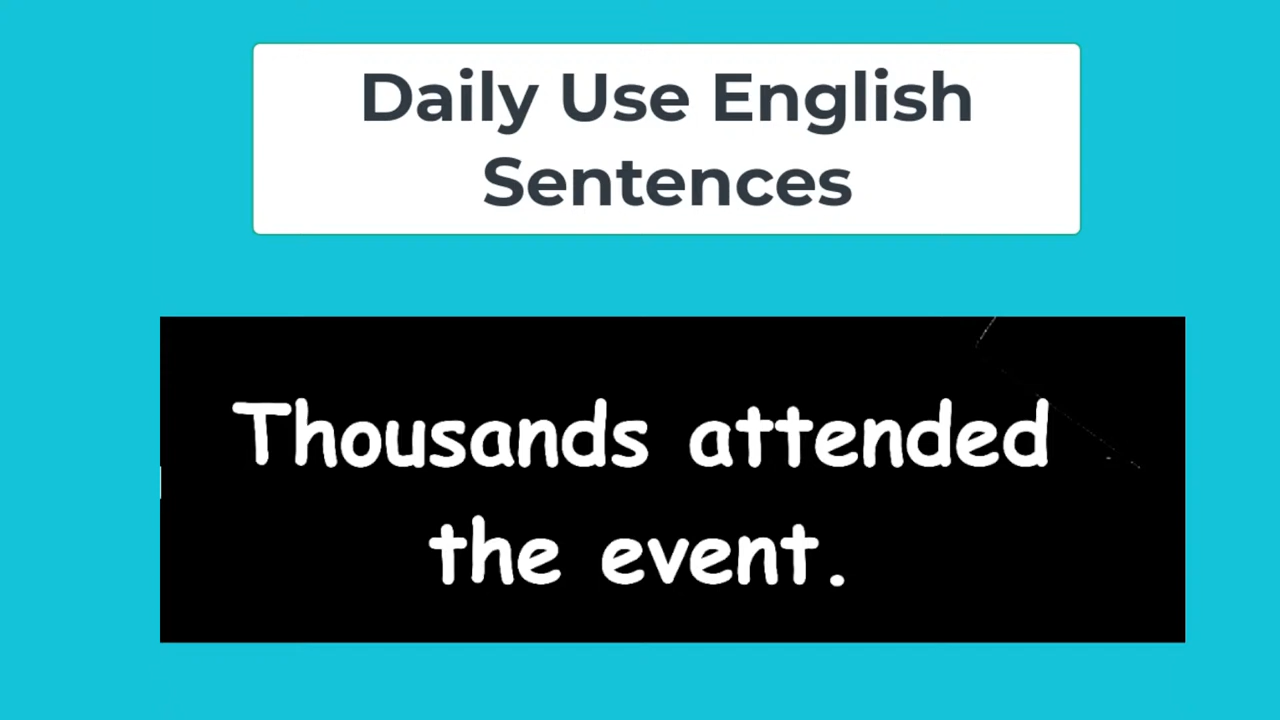 Daily Use English
Sentences
Thousands attended
the event.